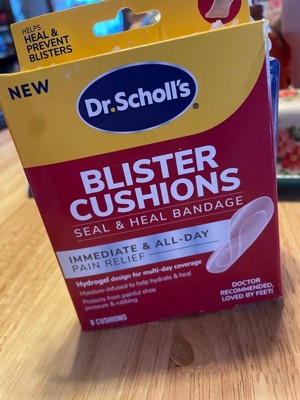 HELPS
HEAL &
PREVENT
BLISTERS
NEW
Dr. Scholl's®
BLISTER
CUSHIONS
SEAL & HEAL BANDAGE
IMMEDIATE & ALL-DAY
PAIN RELIEF
Hydrogel design for multi-day coverage
Moisture-infused to help hydrate & heal
Protects from painful shoe
pressure & rubbing
DOCTOR
RECOMMENDED,
LOVED BY FEET!
8 CUSHIONS